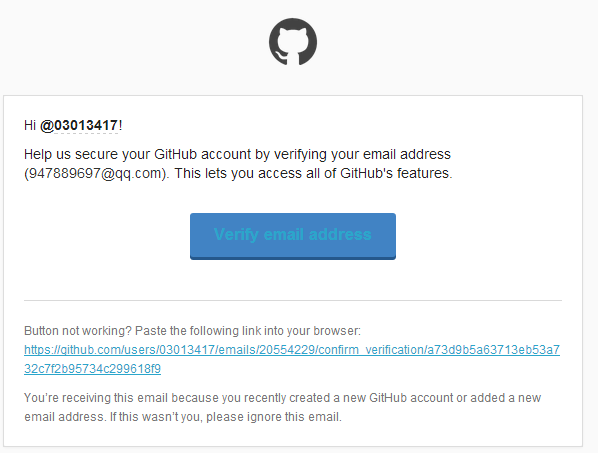 Hi @03013417!
Help us secure your GitHub account by verifying your email address
(947889697@qq.com). This lets you access all of GitHub's features.
Verify email address
Button not working? Paste the following link into your browser:
https://github.com/users/03013417/emails/20554229/confirm_verification/a73d9b5a63713eb53a7
32c7f2b95734c299618f9
You’re receiving this email because you recently created a new GitHub account or added a new
email address. If this wasn’t you, please ignore this email.